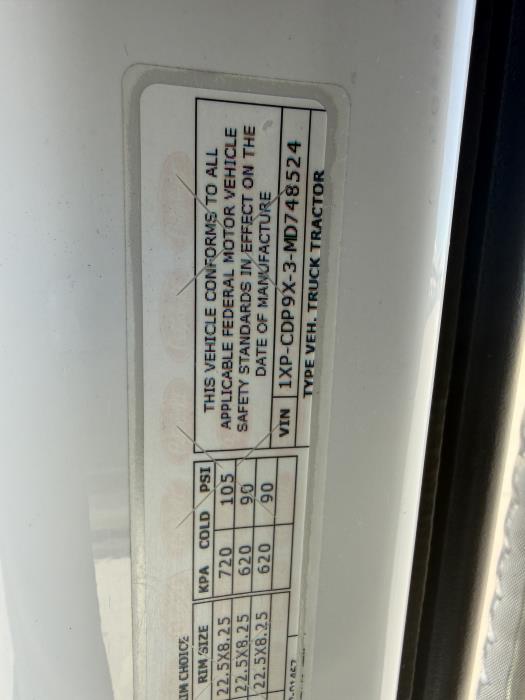 THIS VEHICLE CONFORMS TO ALL
APPLICABLE FEDERAL MOTOR VEHICLE
SAFETY STANDARDS IN EFFECT ON THE
DATE OF MANUFACTURE
VIN 1XP-CDP9X-3-MD748524
TYPE VEH. TRUCK TRACTOR
IM CHOICE
RIM SIZE KPA COLD PSI
22.5X8.25 720 105
22.5X8.25 620 90
22.5X8.25 620 90